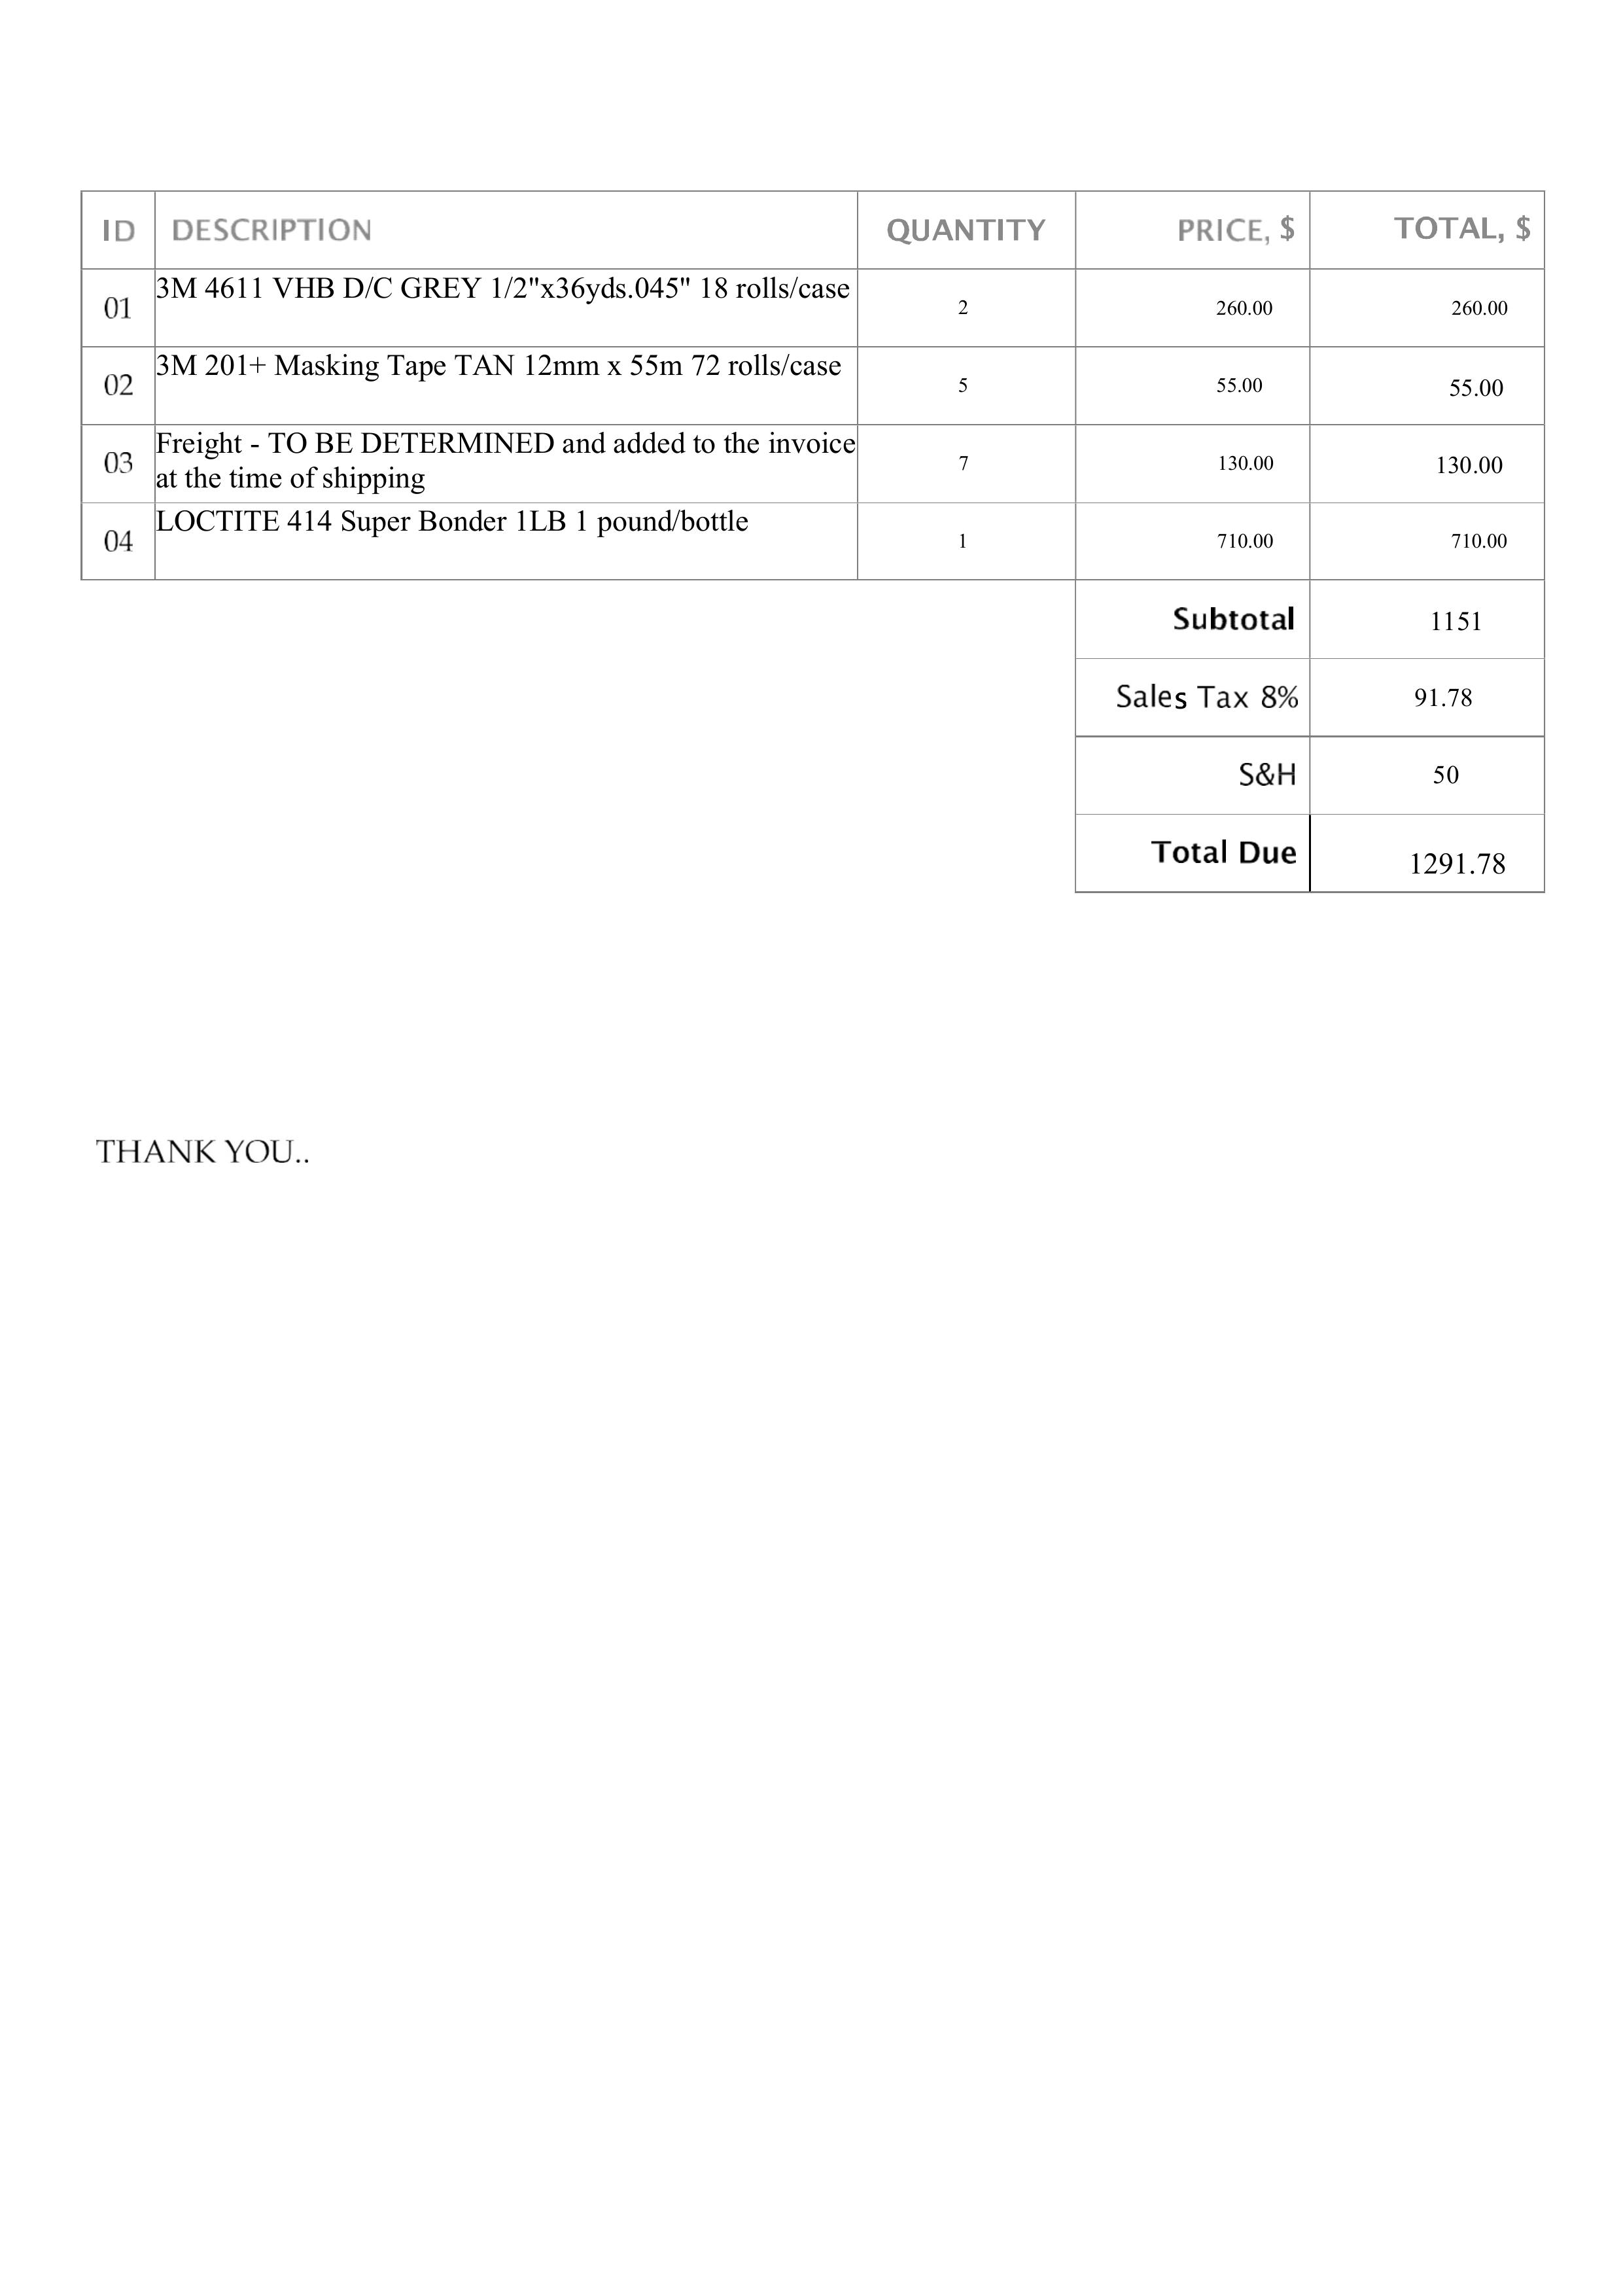 ID DESCRIPTION QUANTITY PRICE, $ TOTAL, $
01 3M 4611 VHB D/C GREY 1/2"x36yds.045" 18 rolls/case 2 260.00 260.00
02 3M 201+ Masking Tape TAN 12mm x 55m 72 rolls/case 5 55.00 55.00
03 Freight - TO BE DETERMINED and added to the invoice 7 130.00 130.00
at the time of shipping
04 LOCTITE 414 Super Bonder 1LB 1 pound/bottle 1 710.00 710.00
Subtotal 1151
Sales Tax 8% 91.78
S&H 50
Total Due 1291.78
THANK YOU..